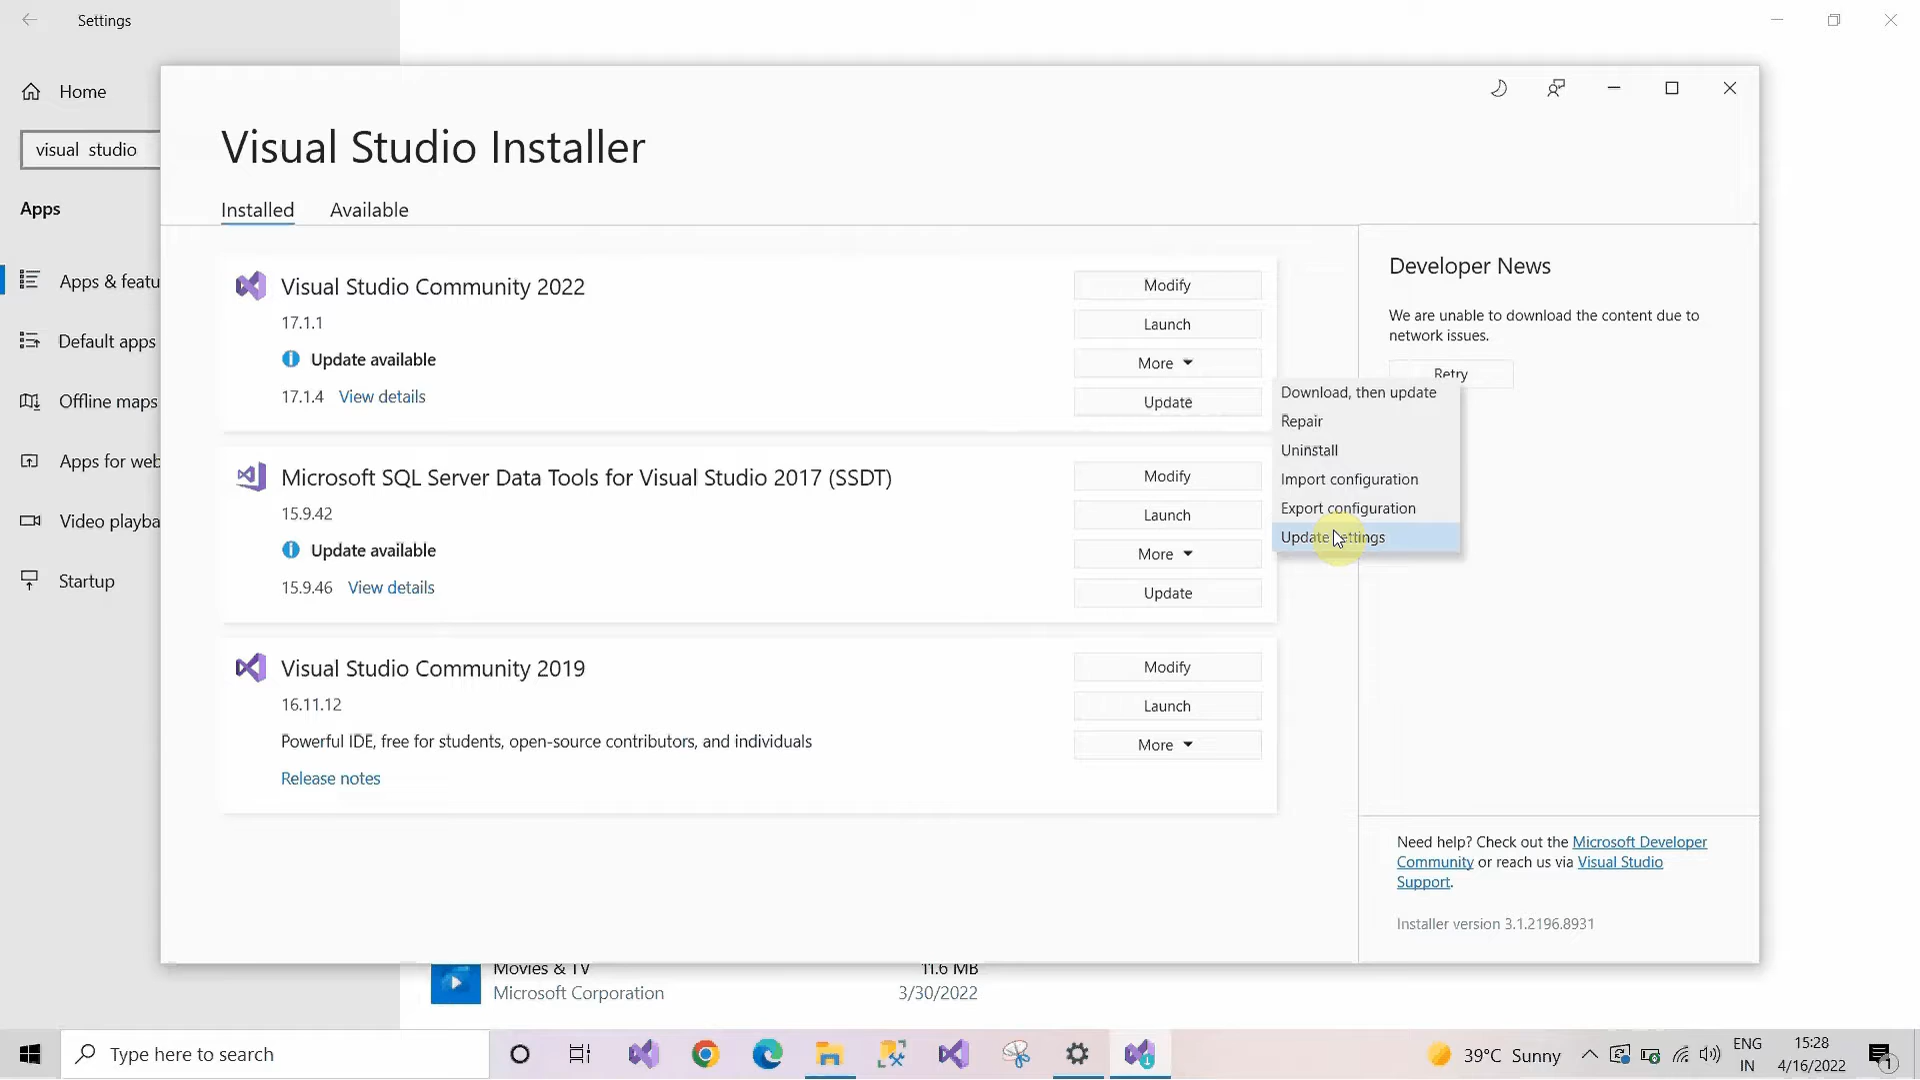 Settings
Home
visual studio
Apps
Apps & featu
Default apps
Offline maps
Apps for web
Video playba
Startup
Visual Studio Installer
Installed
Available
Visual Studio Community 2022
17.1.1
Update available
17.1.4 View details
Modify
Launch
More
Update
Download, then update
Repair
Uninstall
Import configuration
Export configuration
Update settings
Microsoft SQL Server Data Tools for Visual Studio 2017 (SSDT)
15.9.42
Update available
15.9.46 View details
Modify
Launch
More
Update
Visual Studio Community 2019
16.11.12
Powerful IDE, free for students, open-source contributors, and individuals
Release notes
Modify
Launch
More
Developer News
We are unable to download the content due to
network issues.
Retry
Need help? Check out the Microsoft Developer
Community or reach us via Visual Studio
Support.
Installer version 3.1.2196.8931
Movies & TV
11.6 MB
Microsoft Corporation
3/30/2022
Type here to search
39°C Sunny
ENG
IN
15:28
4/16/2022
1